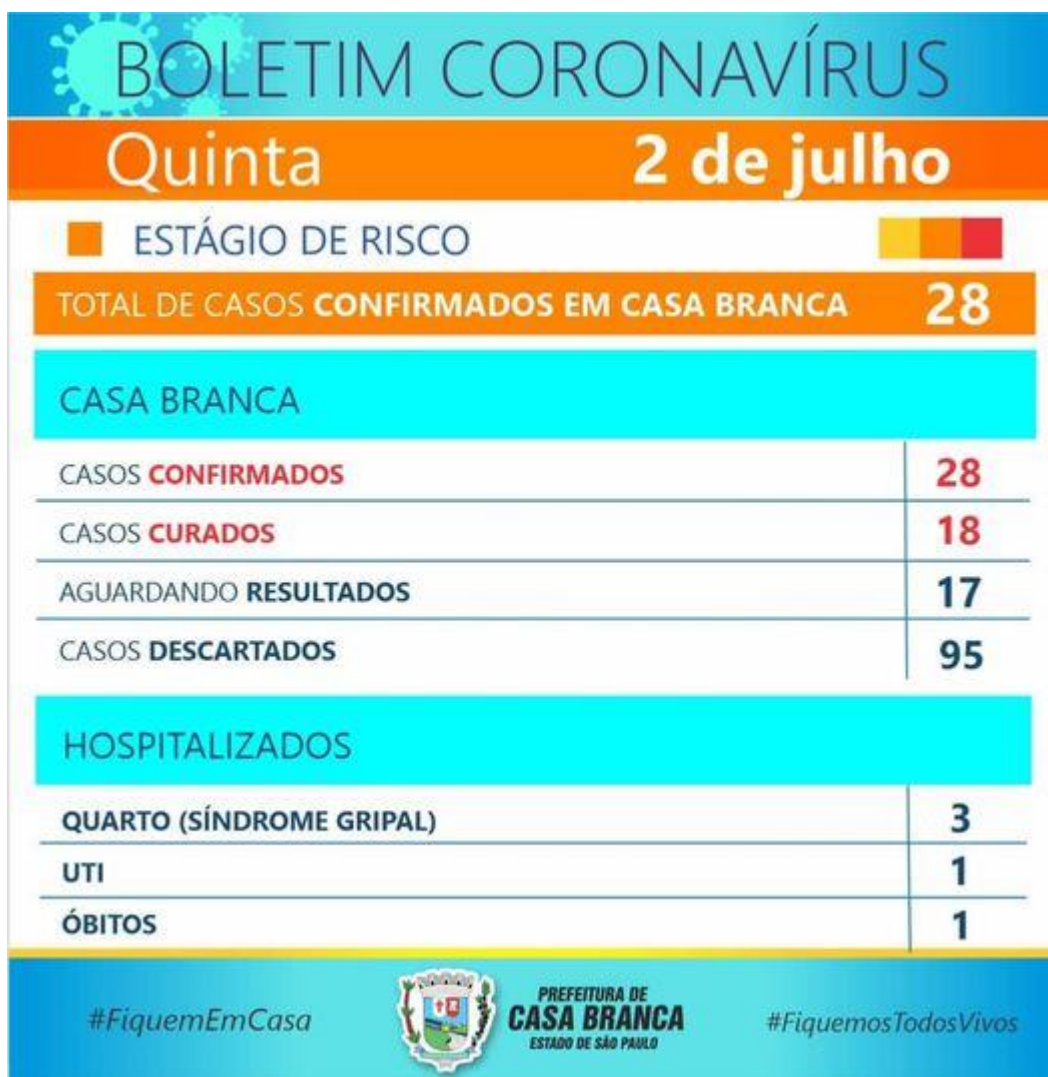 BOLETIM CORONAVÍRUS
Quinta 2 de julho
ESTÁGIO DE RISCO
TOTAL DE CASOS CONFIRMADOS EM CASA BRANCA 28
CASA BRANCA
CASOS CONFIRMADOS 28
CASOS CURADOS 18
AGUARDANDO RESULTADOS 17
CASOS DESCARTADOS 95
HOSPITALIZADOS
QUARTO (SÍNDROME GRIPAL) 3
UTI 1
ÓBITOS 1
#FiquemEmCasa
PREFEITURA DE
CASA BRANCA
ESTADO DE SÃO PAULO
#FiquemosTodosVivos